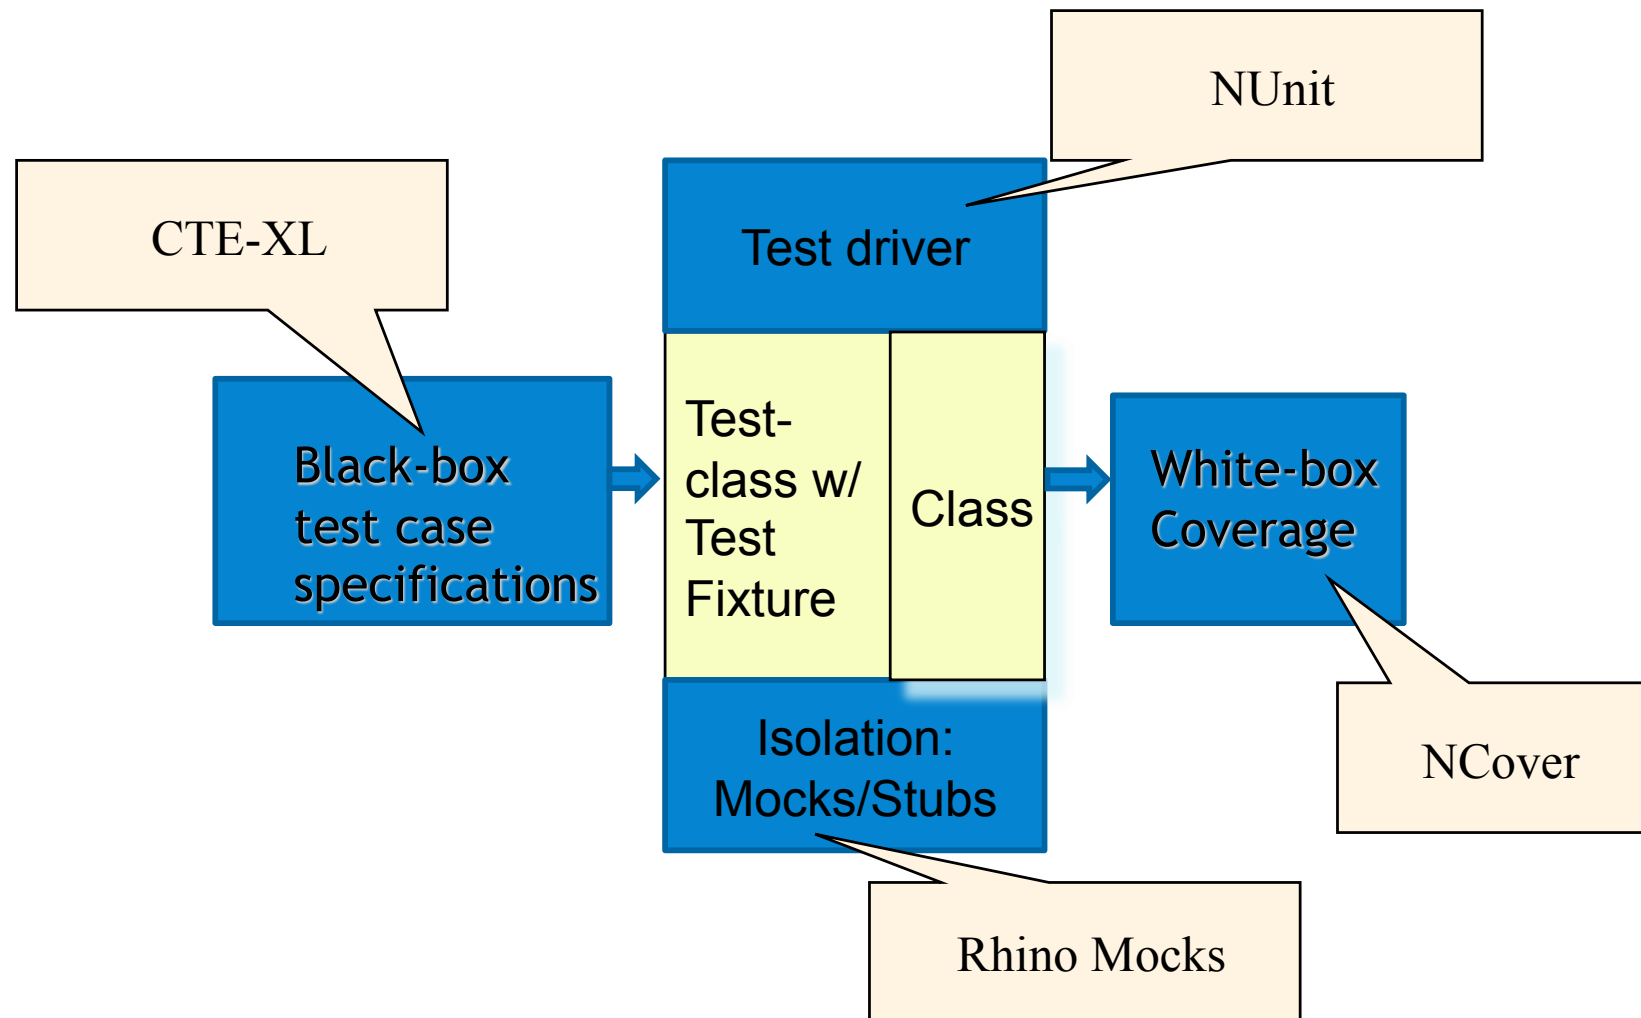 NUnit
CTE-XL
Test driver
Black-box
test case
specifications
Test-
class w/
Test
Fixture
Class
White-box
Coverage
Isolation:
Mocks/Stubs
NCover
Rhino Mocks